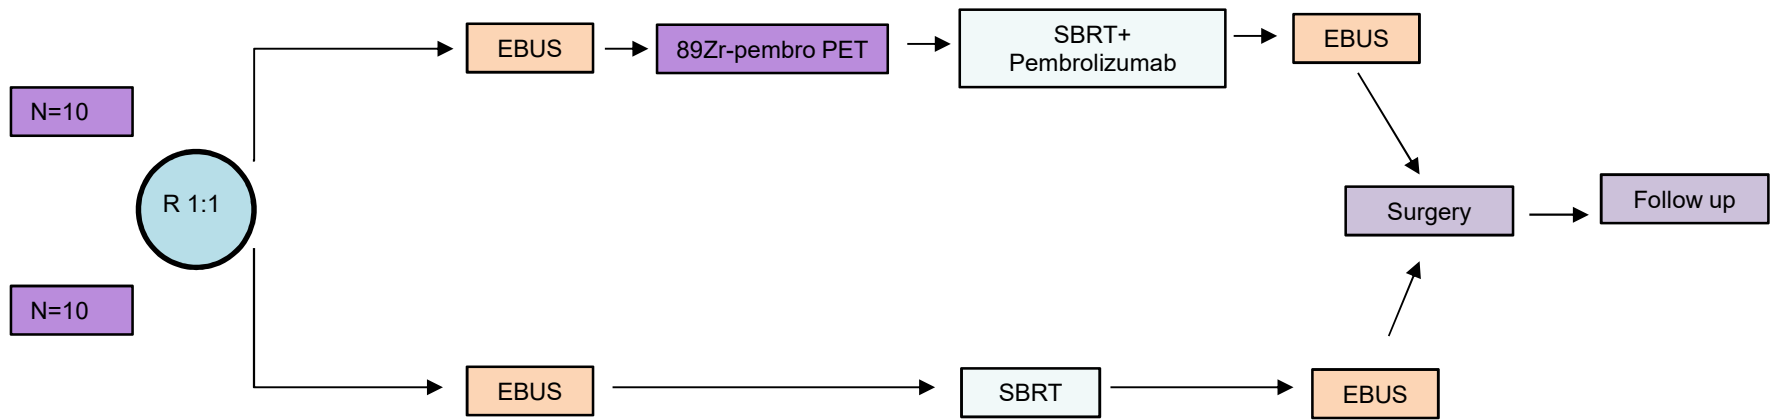 N=10
R 1:1
N=10
EBUS
89Zr-pembro PET
SBRT+
Pembrolizumab
EBUS
EBUS
SBRT
EBUS
Surgery
Follow up